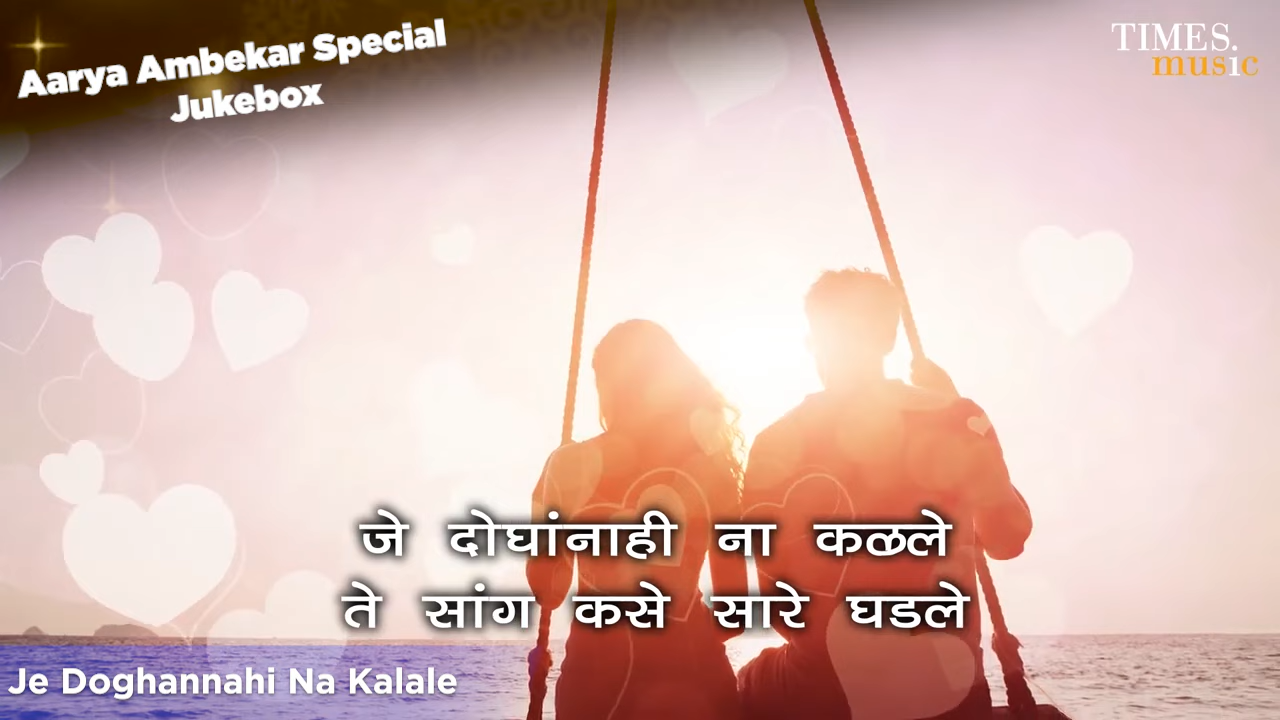 Aarya Ambekar Special
Jukebox
TIMES.
music
जे दोघांनाही ना कळले
ते सांग कसे सारे घडले
Je Doghannahi Na Kalale